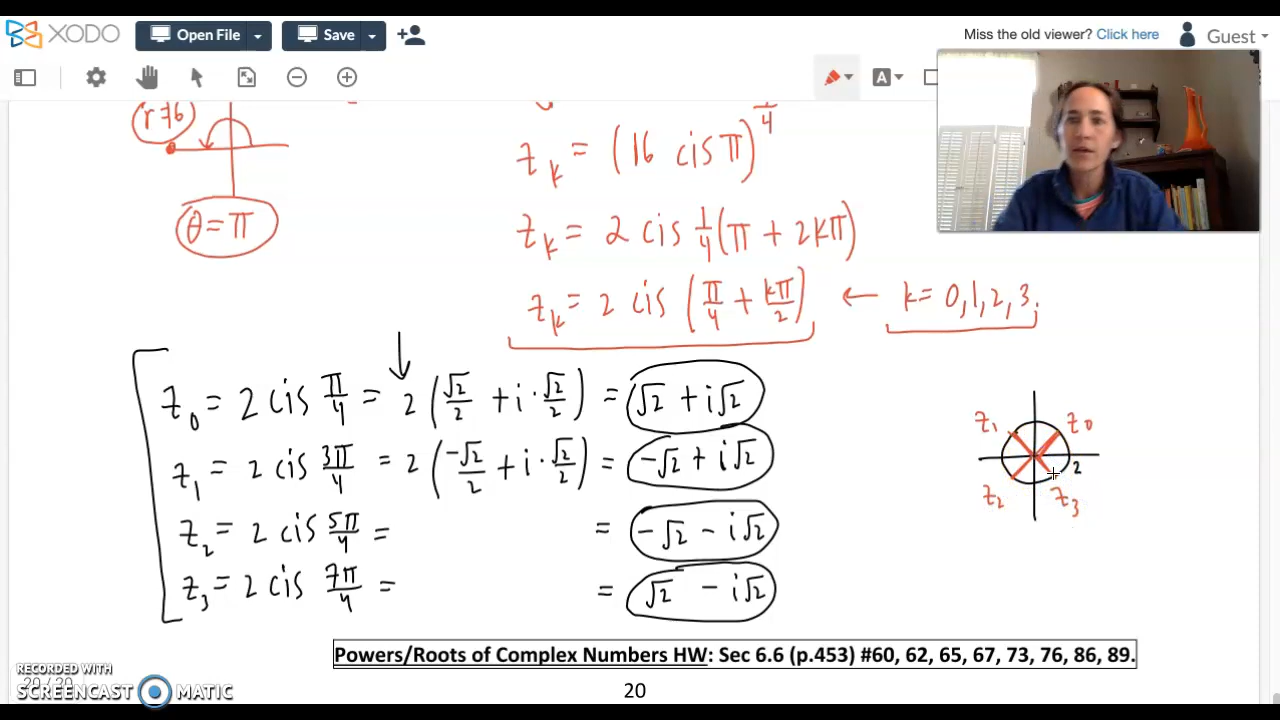 XODO Open File Save Miss the old viewer? Click here Guest
A
r=16
θ = π
z_k = (16 cis π)^{1/4}
z_k = 2 cis 1/4 (π + 2kπ)
z_k = 2 cis (π/4 + kπ/2) ← k = 0,1,2,3.
z_0 = 2 cis π/4 = 2 (√2/2 + i · √2/2) = √2 + i√2
z_1 = 2 cis 3π/4 = 2 (-√2/2 + i · √2/2) = -√2 + i√2
z_2 = 2 cis 5π/4 = = -√2 - i√2
z_3 = 2 cis 7π/4 = = √2 - i√2
z_1 z_0
2
z_2 z_3
Powers/Roots of Complex Numbers HW: Sec 6.6 (p.453) #60, 62, 65, 67, 73, 76, 86, 89.
20
RECORDED WITH
20 / 20
SCREENCAST MATIC